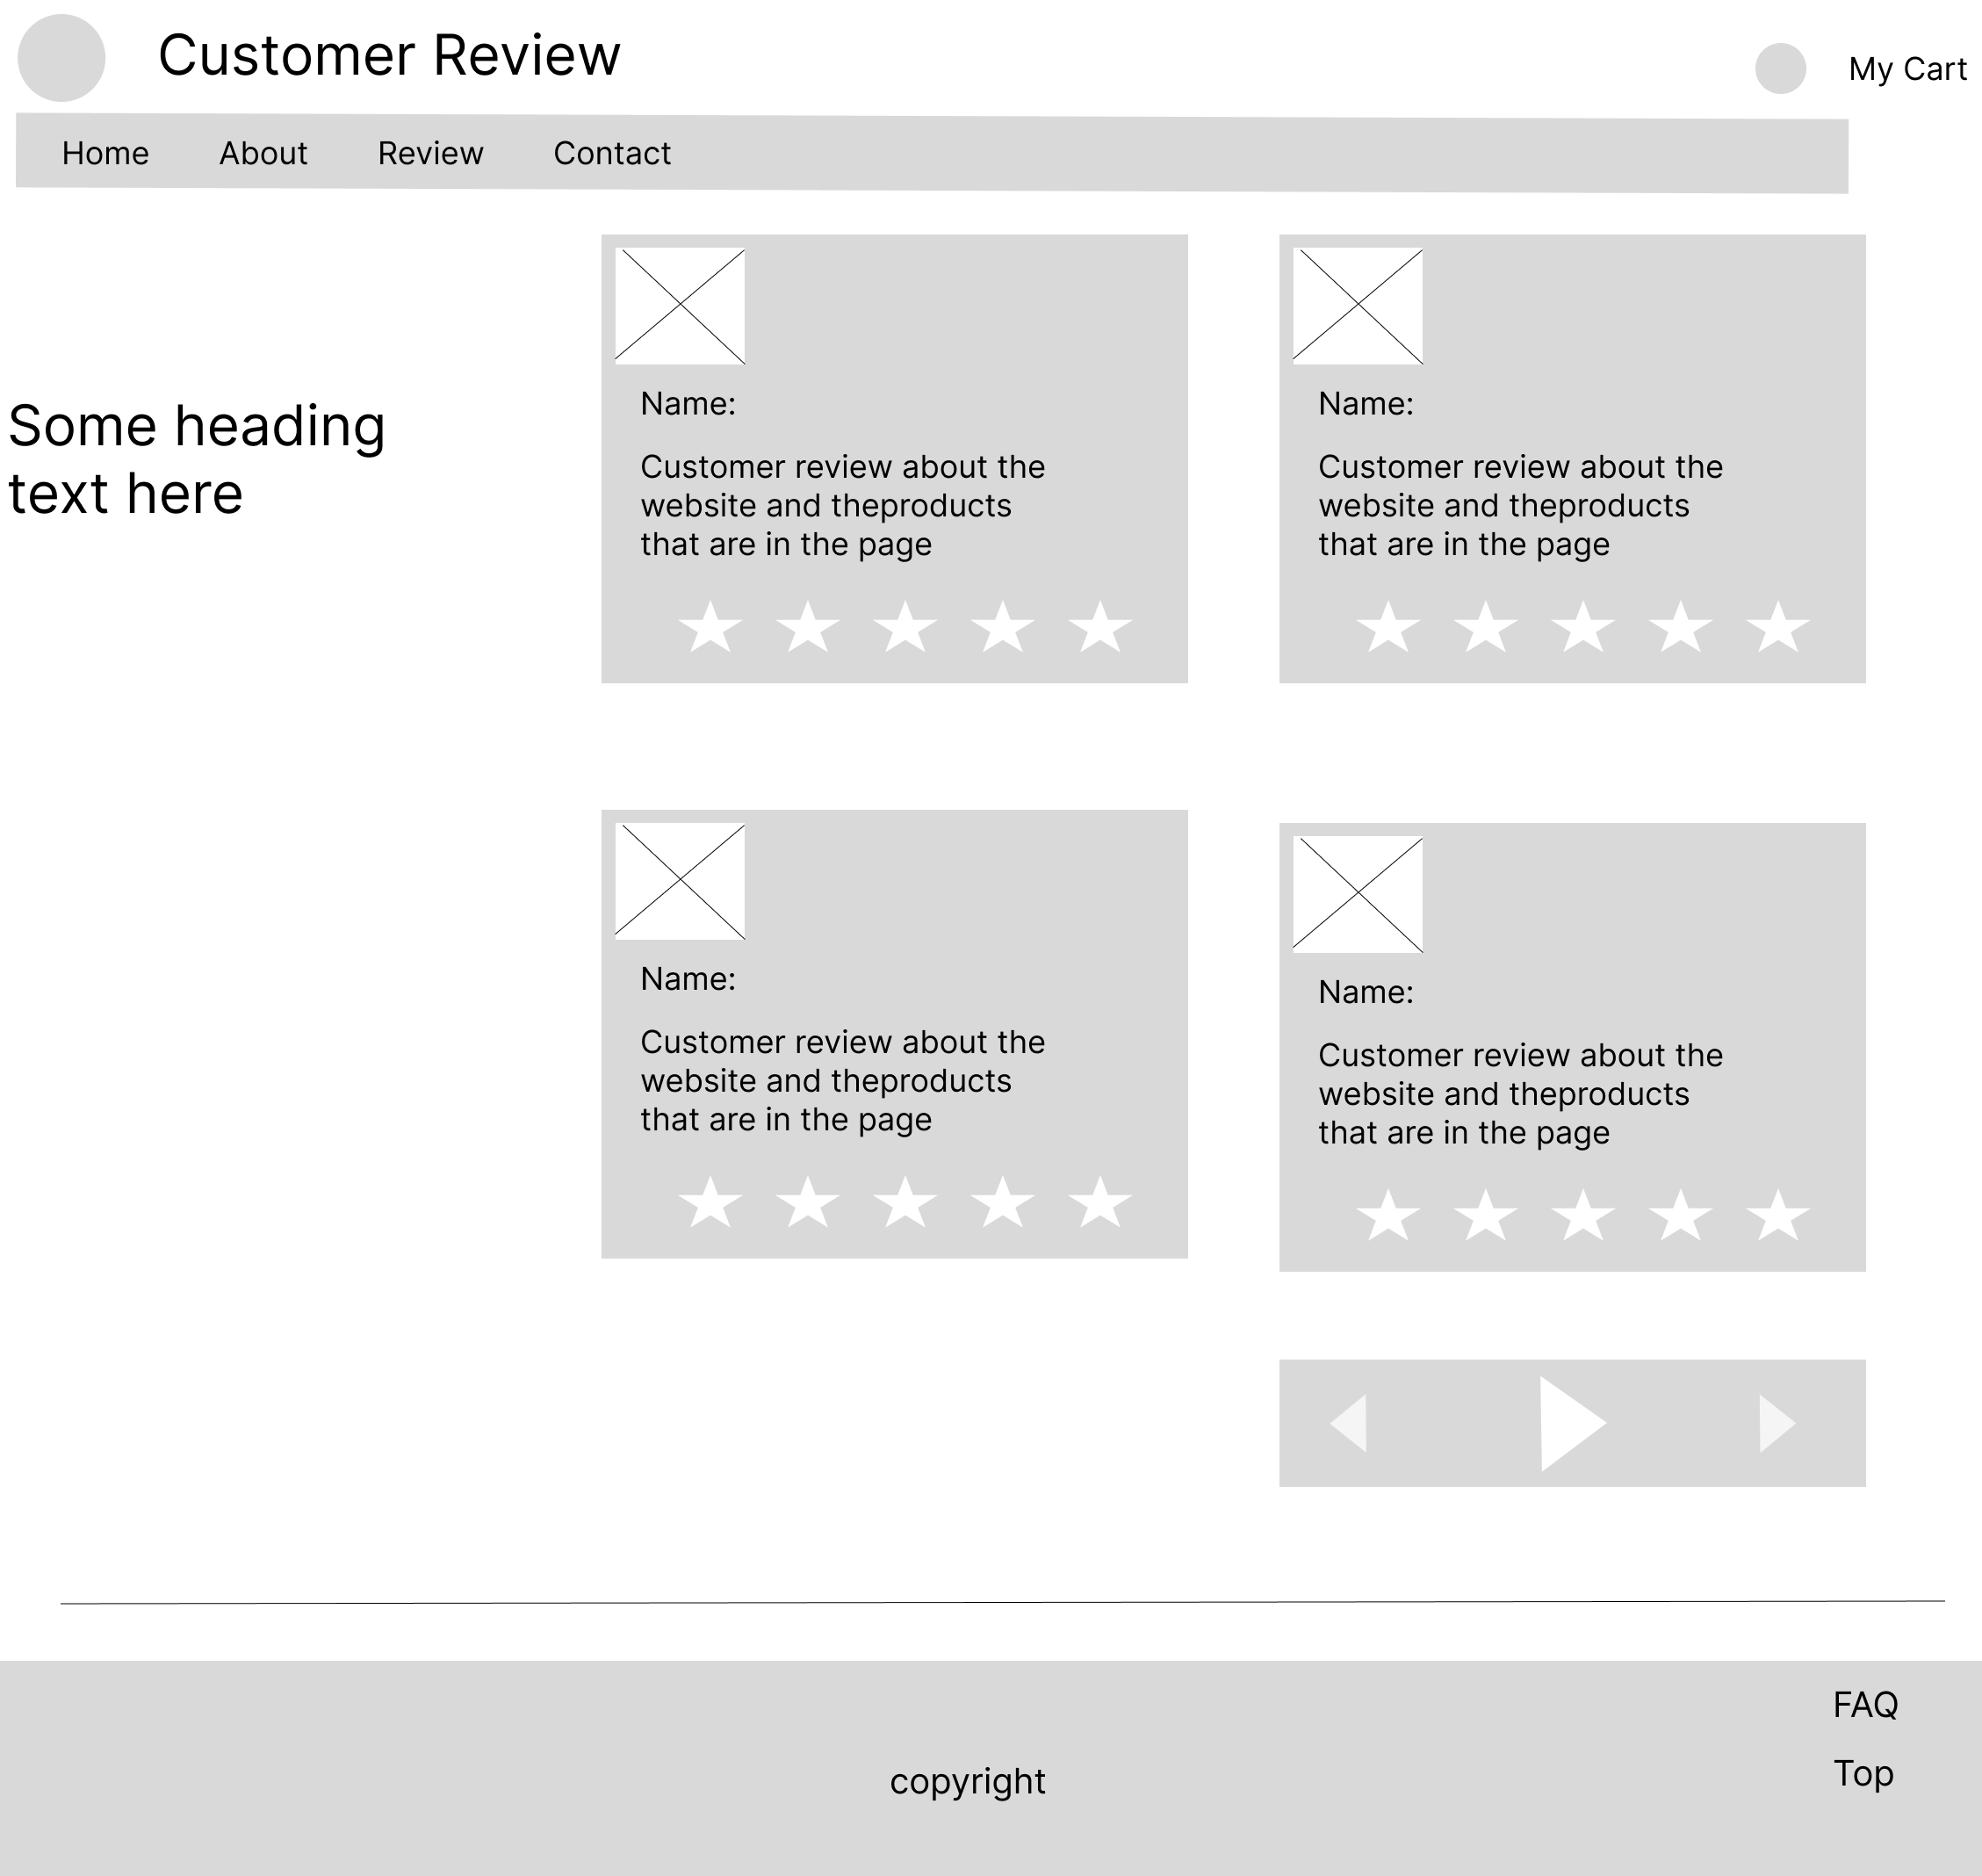 Customer Review
My Cart
Home About Review Contact
Some heading
text here
Name:
Customer review about the
website and theproducts
that are in the page
Name:
Customer review about the
website and theproducts
that are in the page
Name:
Customer review about the
website and theproducts
that are in the page
Name:
Customer review about the
website and theproducts
that are in the page
FAQ
Top
copyright